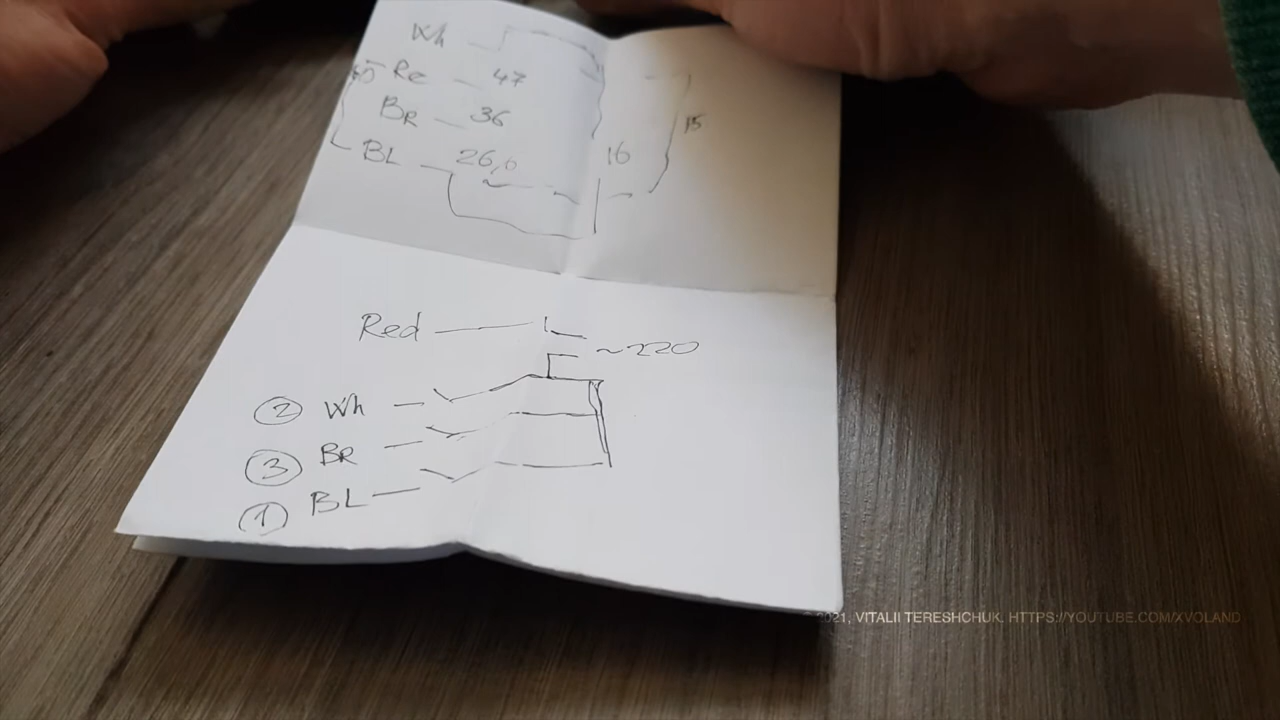 Wh
Re — 47
BR — 36
BL — 26,6
16
15
Red
~220
② Wh —
③ BR —
① BL —
2021, VITALII TERESHCHUK. HTTPS://YOUTUBE.COM/XVOLAND